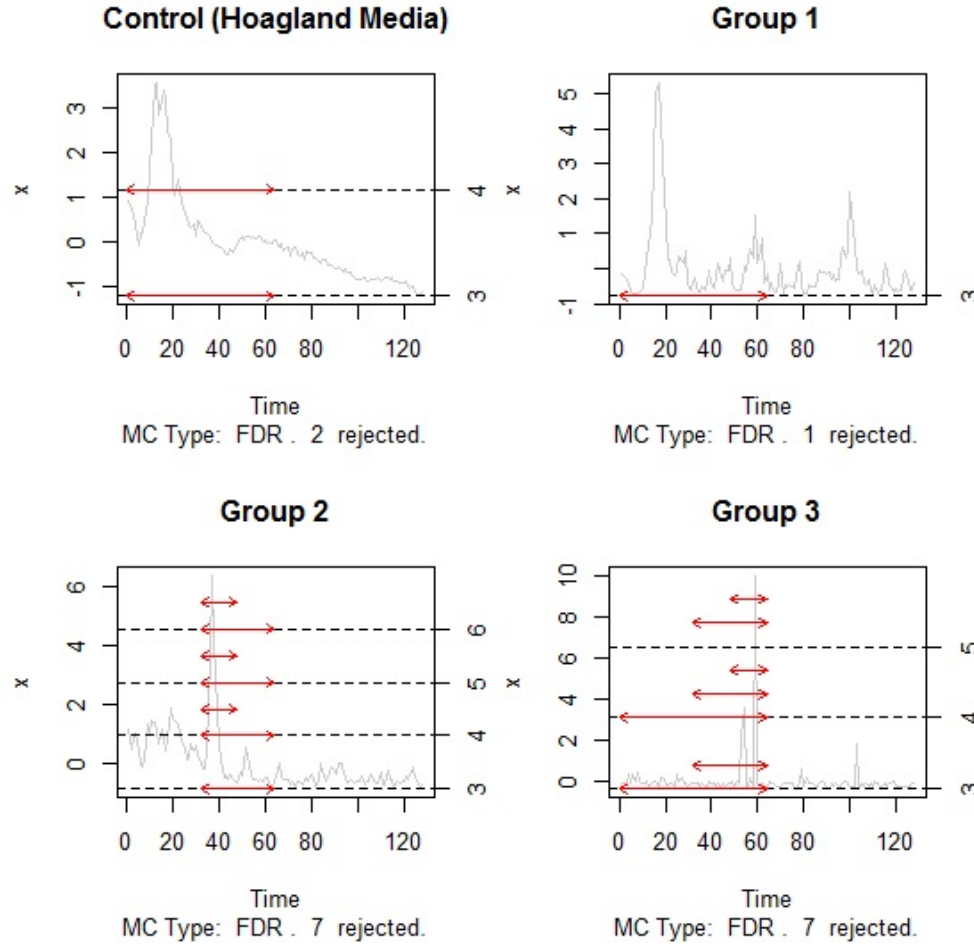 Control (Hoagland Media)
Group 1
3
2
1
0
-1
x
4
3
0 20 40 60 80 120
Time
MC Type: FDR . 2 rejected.
5
4
3
2
1
-1
x
3
0 20 40 60 80 120
Time
MC Type: FDR . 1 rejected.
Group 2
Group 3
6
4
2
0
x
6
5
4
3
0 20 40 60 80 120
Time
MC Type: FDR . 7 rejected.
10
8
6
4
2
0
x
5
4
3
0 20 40 60 80 120
Time
MC Type: FDR . 7 rejected.